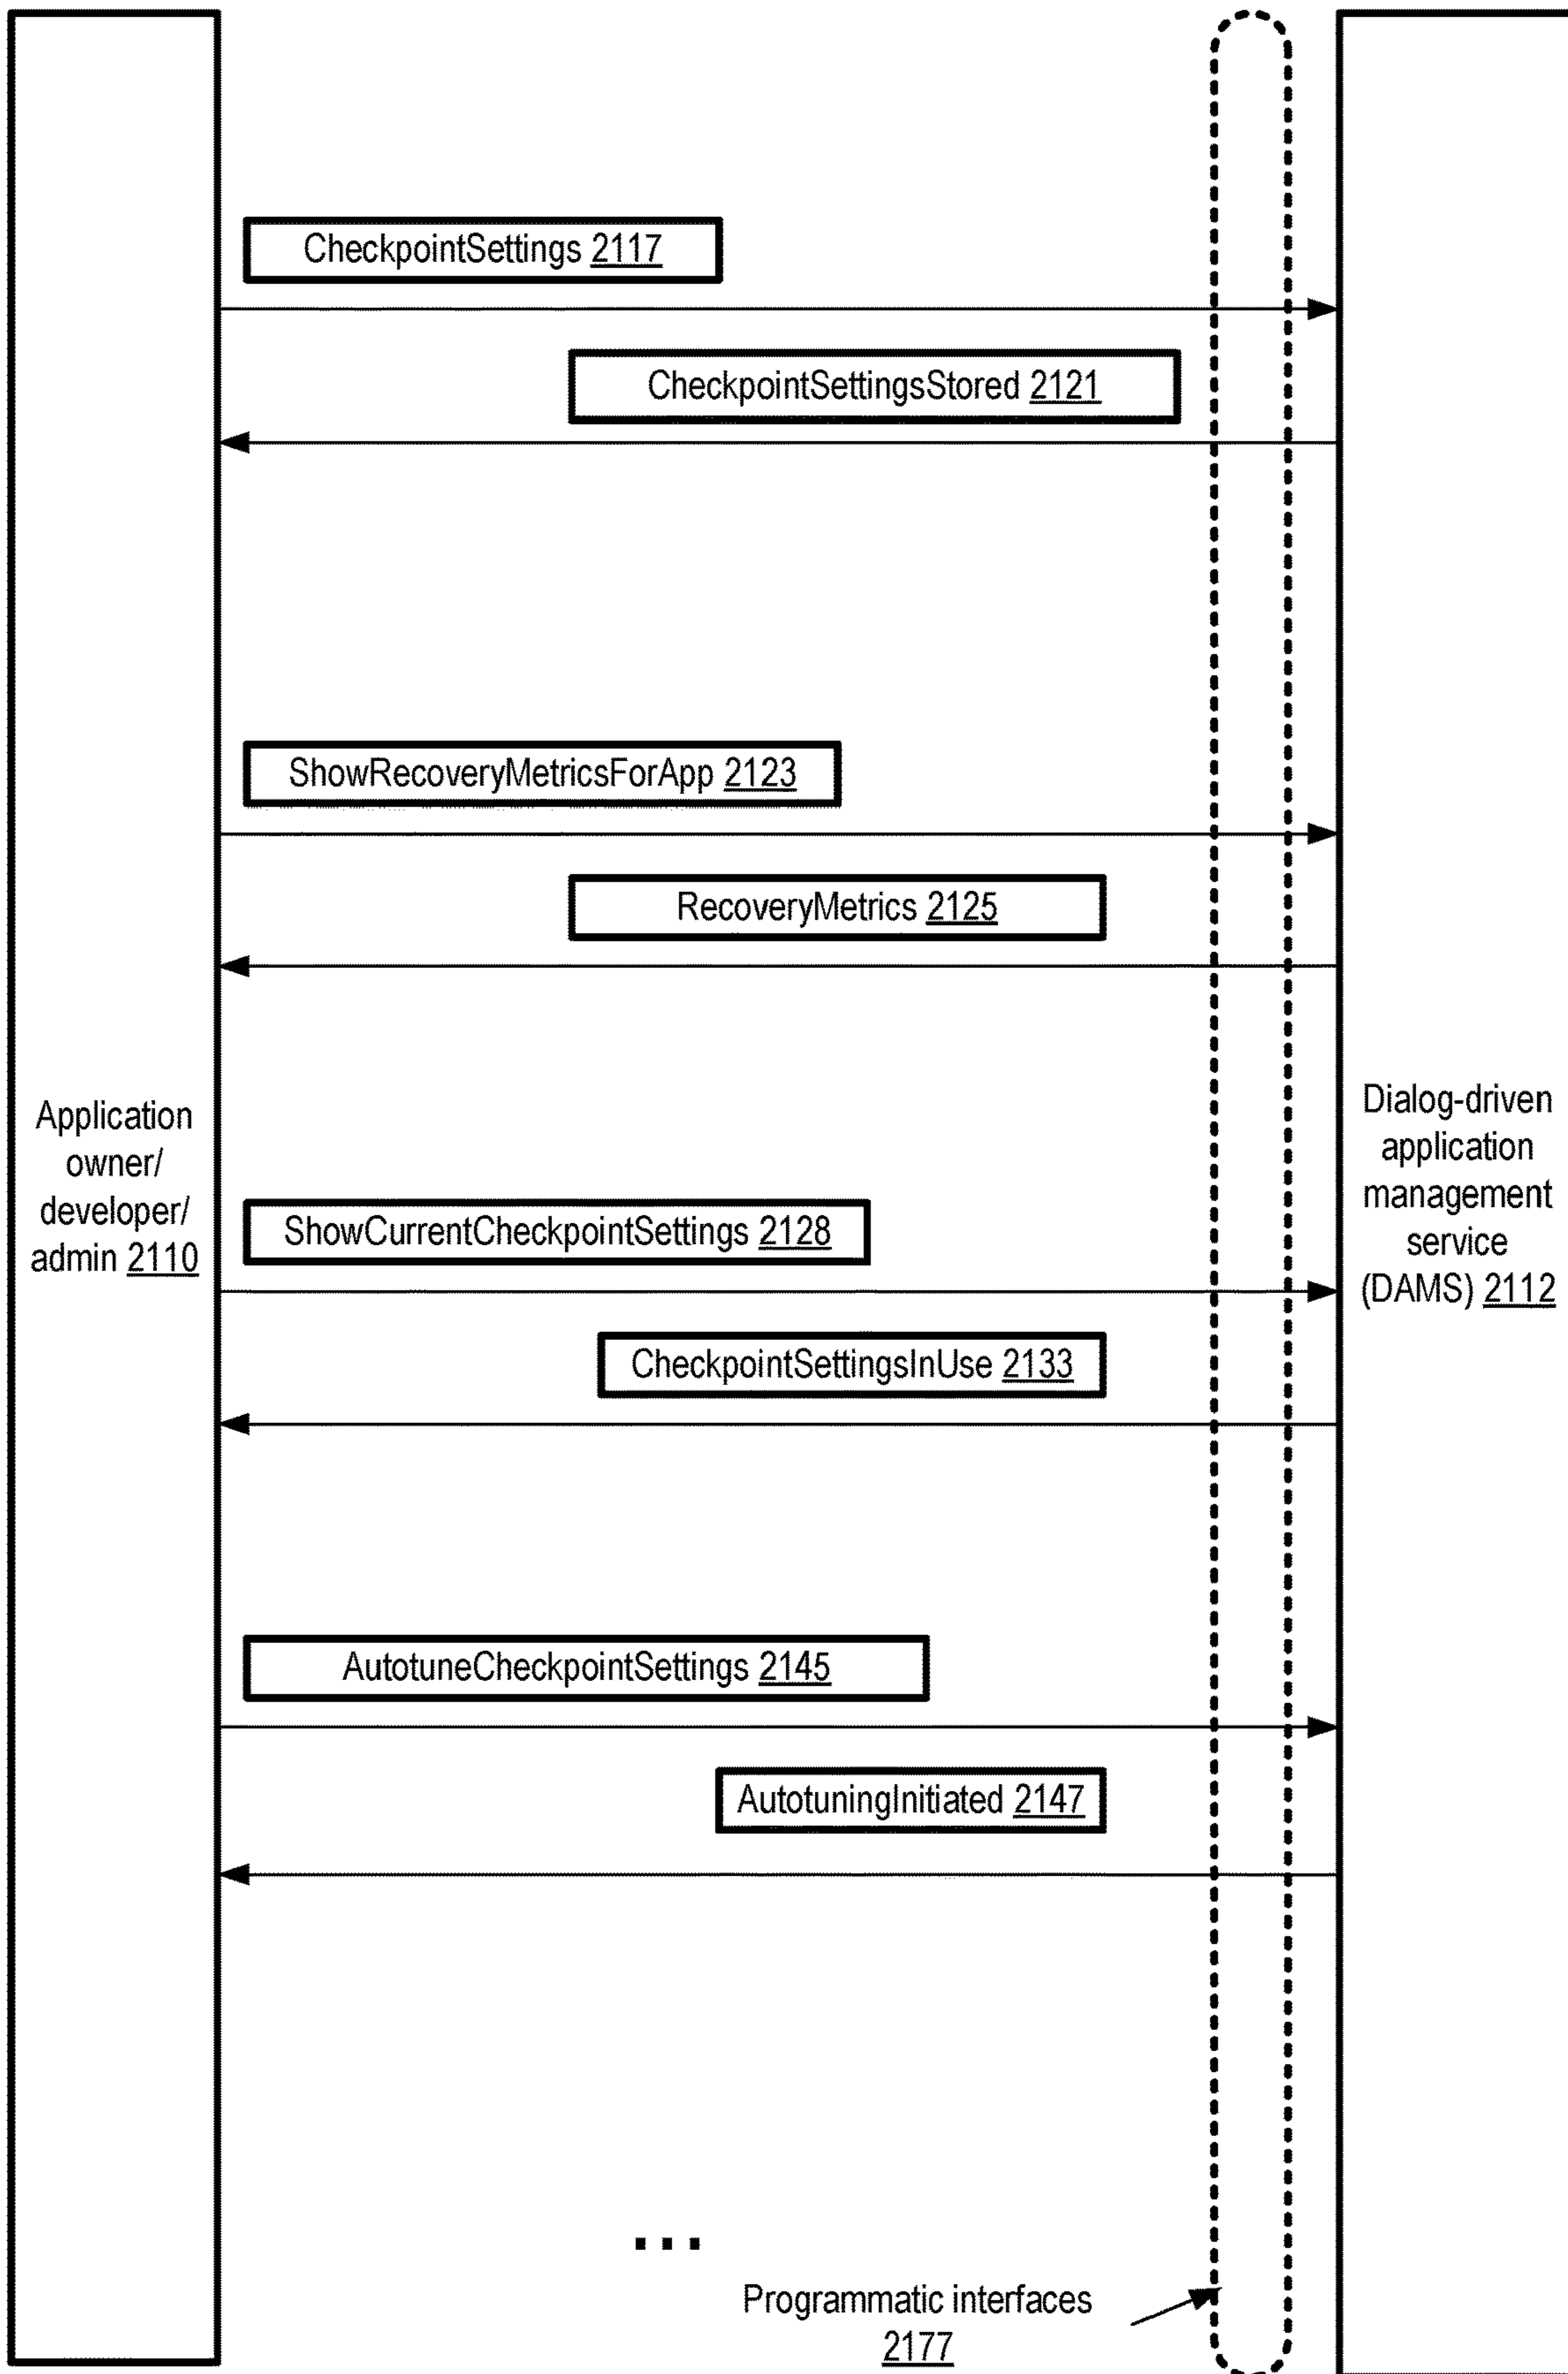 CheckpointSettings 2117
CheckpointSettingsStored 2121
ShowRecoveryMetricsForApp 2123
RecoveryMetrics 2125
Application
owner/
developer/
admin 2110
Dialog-driven
application
management
service
(DAMS) 2112
ShowCurrentCheckpointSettings 2128
CheckpointSettingsInUse 2133
AutotuneCheckpointSettings 2145
AutotuningInitiated 2147
...
Programmatic interfaces
2177